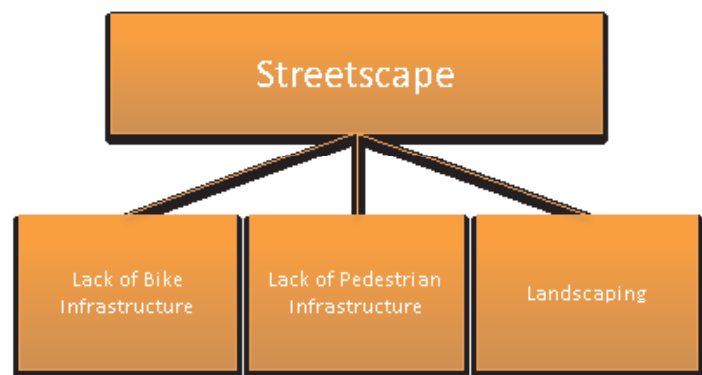 Streetscape
Lack of Bike
Infrastructure
Lack of Pedestrian
Infrastructure
Landscaping